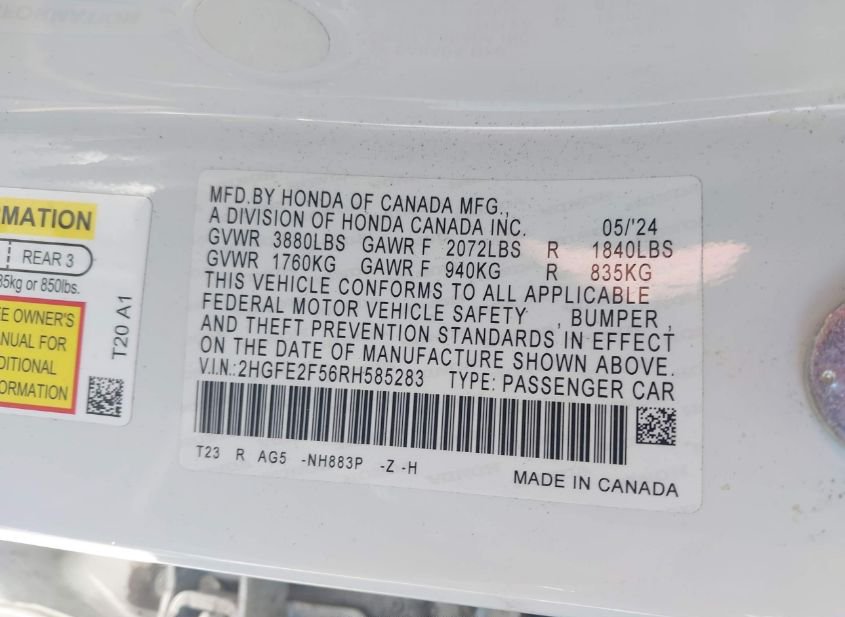 RMATION
REAR 3
85kg or 850lbs.
E OWNER'S
NUAL FOR
DITIONAL
FORMATION
T20 A1
MFD.BY HONDA OF CANADA MFG.,
A DIVISION OF HONDA CANADA INC. 05/'24
GVWR 3880LBS GAWR F 2072LBS R 1840LBS
GVWR 1760KG GAWR F 940KG R 835KG
THIS VEHICLE CONFORMS TO ALL APPLICABLE
FEDERAL MOTOR VEHICLE SAFETY , BUMPER ,
AND THEFT PREVENTION STANDARDS IN EFFECT
ON THE DATE OF MANUFACTURE SHOWN ABOVE.
V.I.N.:2HGFE2F56RH585283 TYPE: PASSENGER CAR
T23 R AG5 -NH883P -Z -H
MADE IN CANADA